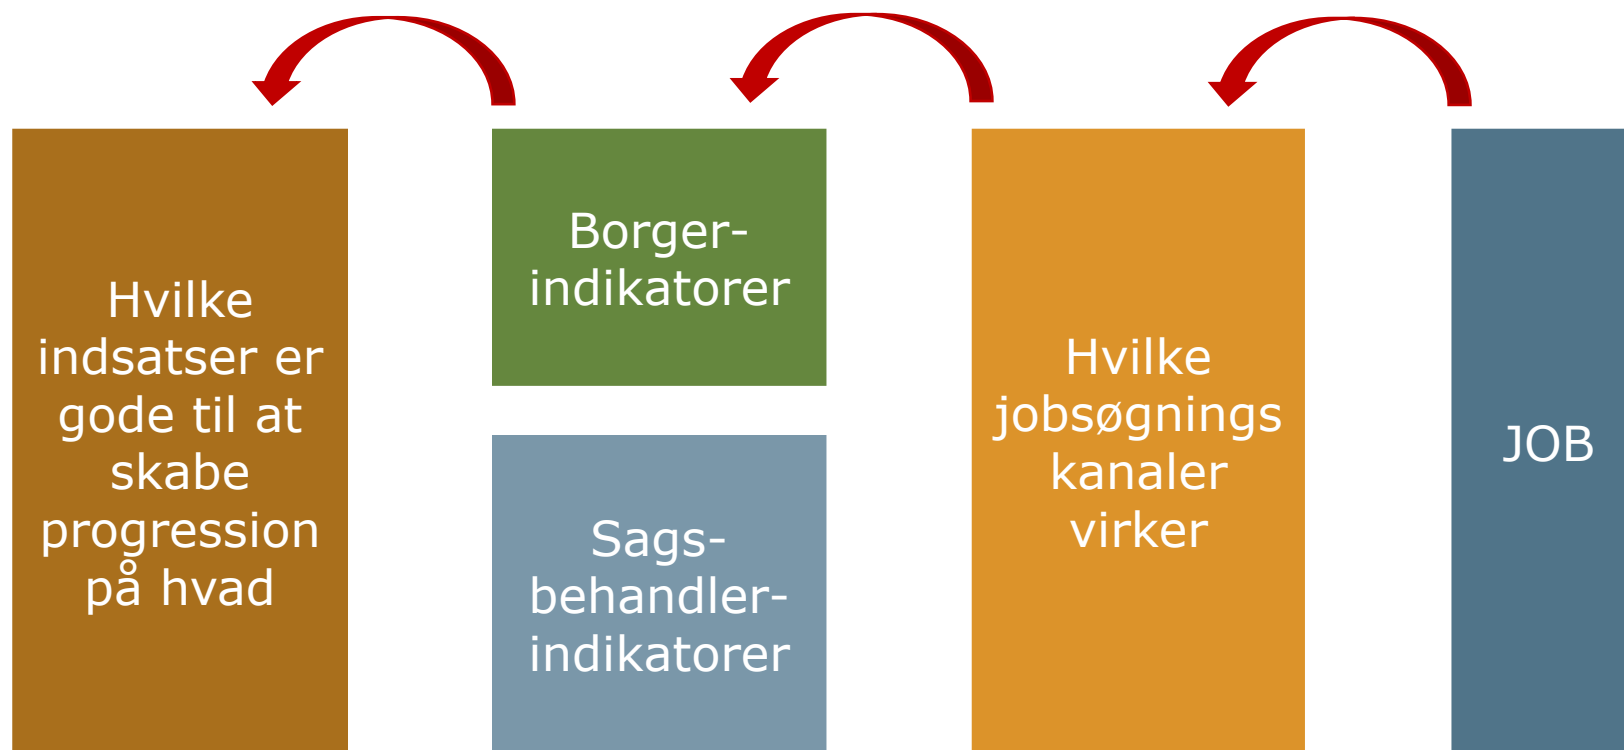 Hvilke
indsatser er
gode til at
skabe
progression
på hvad
Borger-
indikatorer
Sags-
behandler-
indikatorer
Hvilke
jobsøgnings
kanaler
virker
JOB